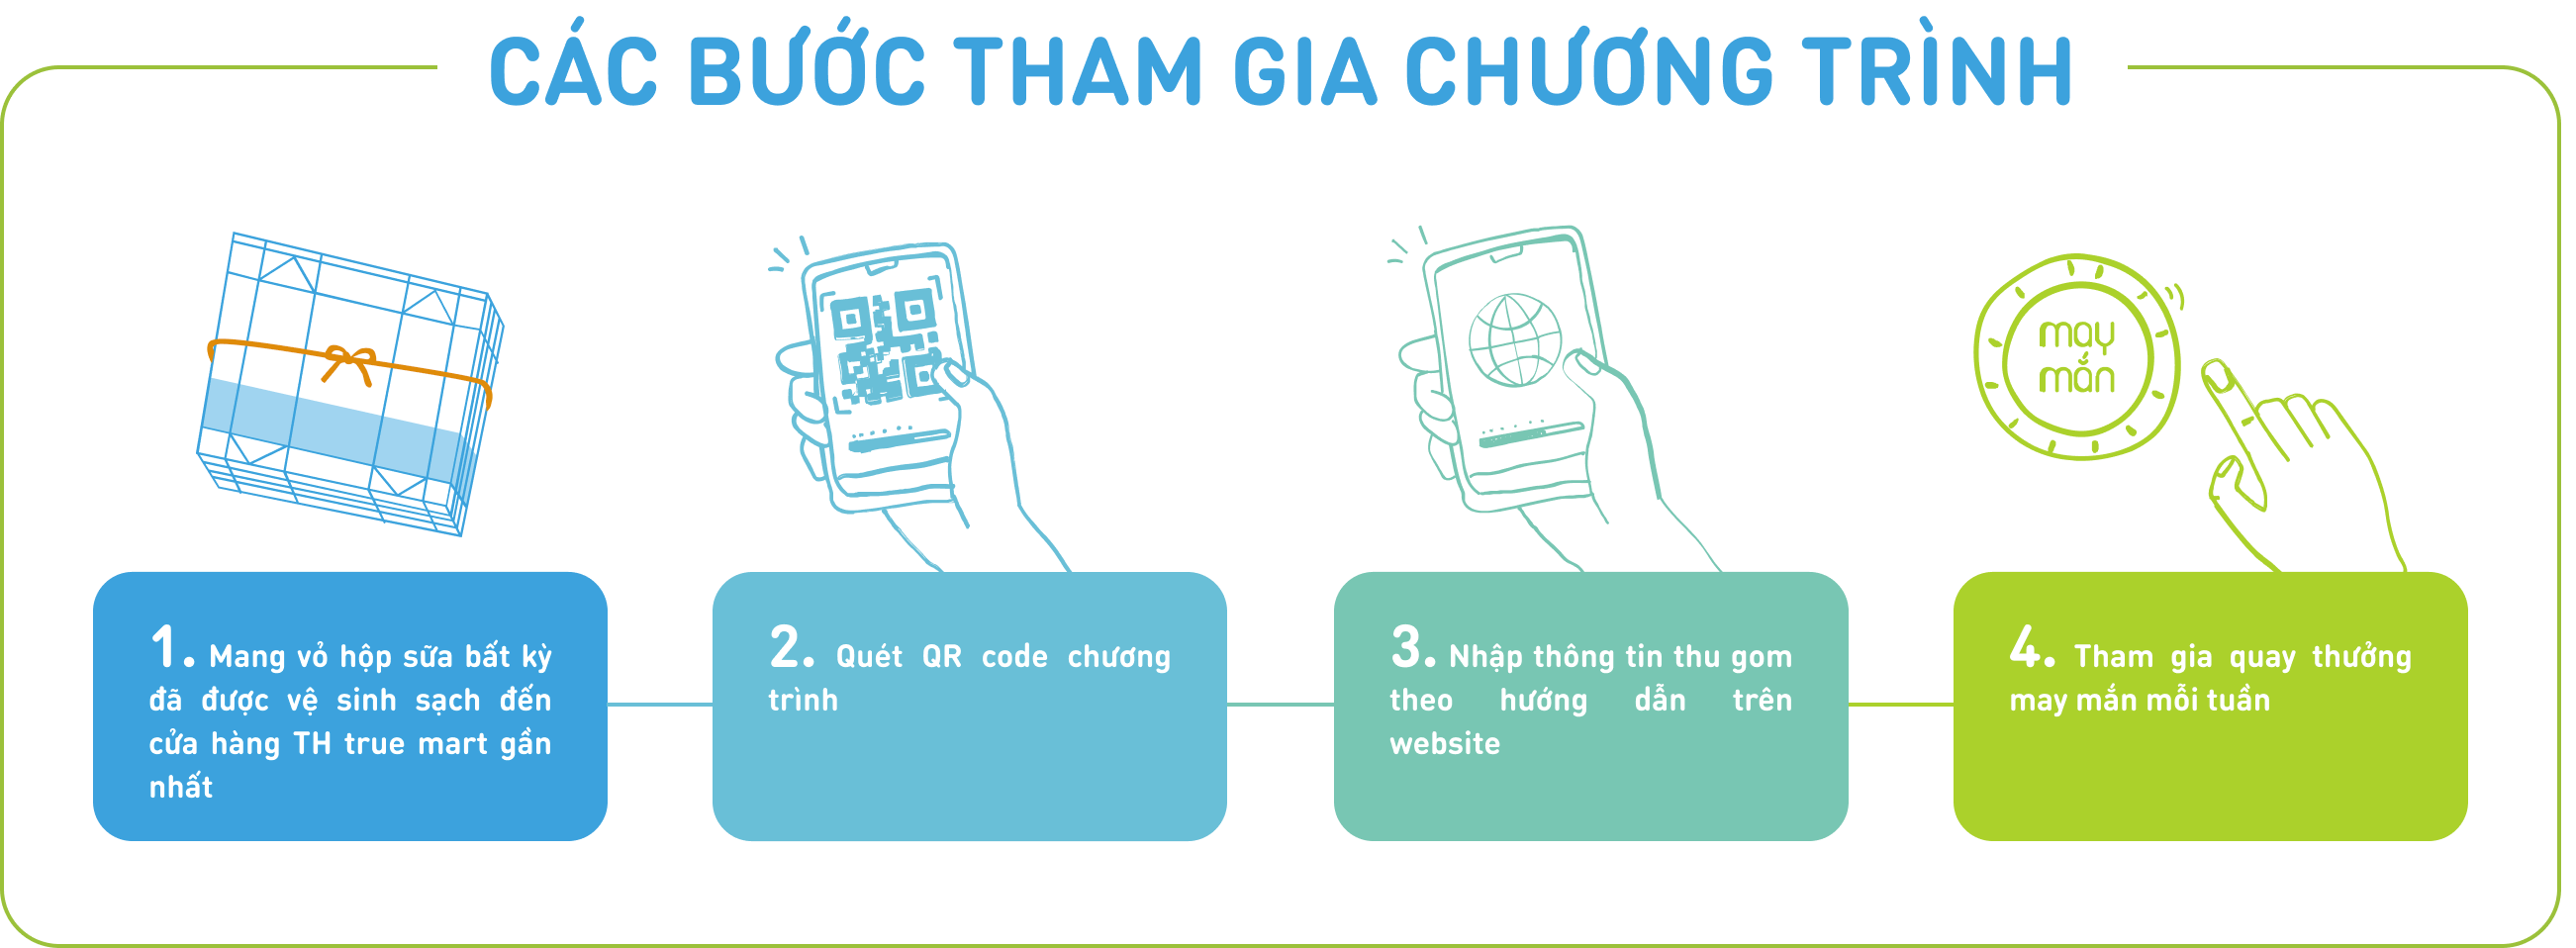 CÁC BƯỚC THAM GIA CHƯƠNG TRÌNH
may
mắn
1. Mang vỏ hộp sữa bất kỳ
đã được vệ sinh sạch đến
cửa hàng TH true mart gần
nhất
2. Quét QR code chương
trình
3. Nhập thông tin thu gom
theo hướng dẫn trên
website
4. Tham gia quay thưởng
may mắn mỗi tuần